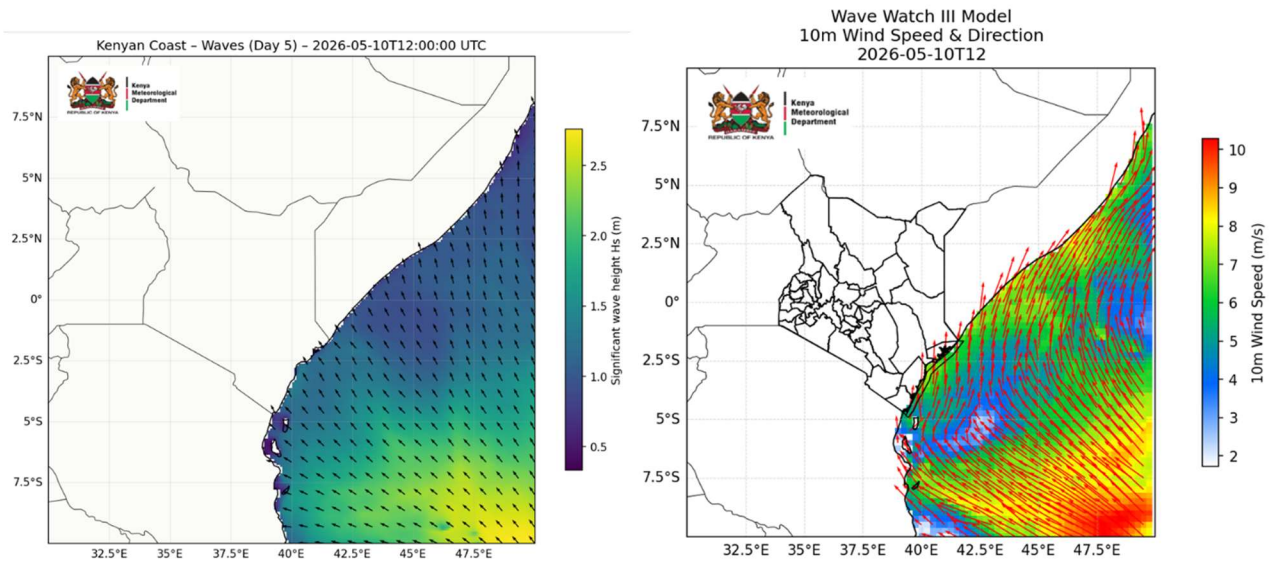 Kenyan Coast – Waves (Day 5) – 2026-05-10T12:00:00 UTC
Kenya
Meteorological
Department
REPUBLIC OF KENYA
7.5°N
5°N
2.5°N
0°
2.5°S
5°S
7.5°S
32.5°E 35°E 37.5°E 40°E 42.5°E 45°E 47.5°E
2.5
2.0
1.5
1.0
0.5
Significant wave height Hs (m)
Wave Watch III Model
10m Wind Speed & Direction
2026-05-10T12
Kenya
Meteorological
Department
REPUBLIC OF KENYA
7.5°N
5°N
2.5°N
0°
2.5°S
5°S
7.5°S
32.5°E 35°E 37.5°E 40°E 42.5°E 45°E 47.5°E
10
9
8
7
6
5
4
3
2
10m Wind Speed (m/s)